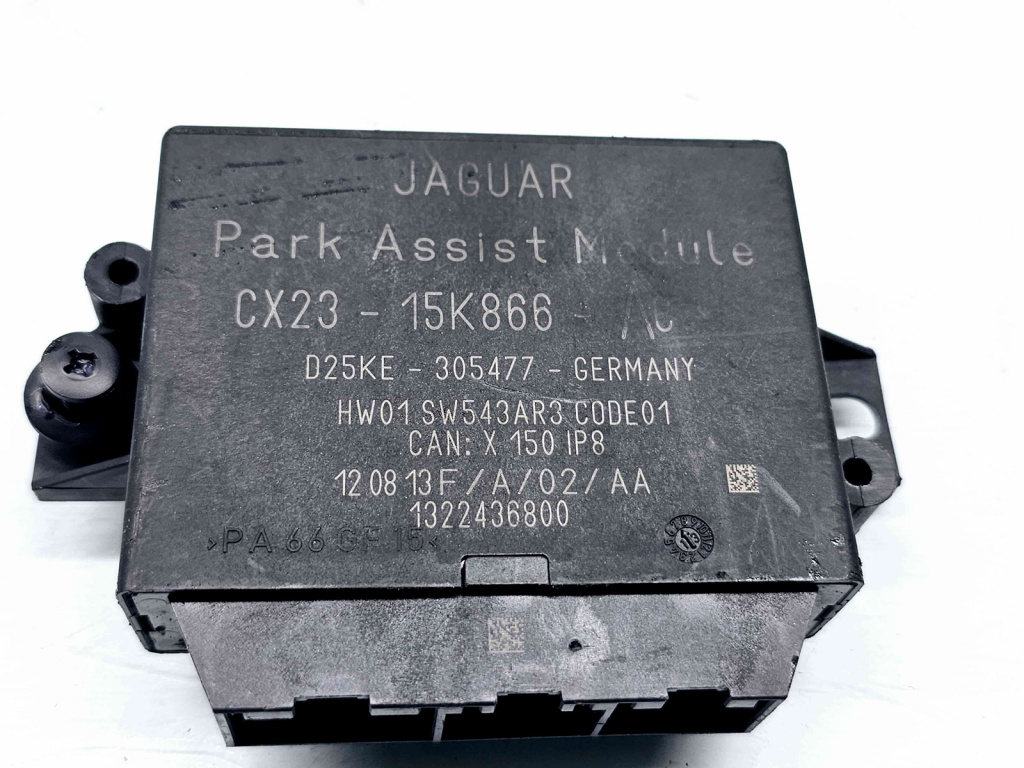 JAGUAR
Park Assist Module
CX23 - 15K866 - AC
D25KE - 305477 - GERMANY
HW01 SW543AR3 CODE01
CAN: X 150 IP8
12 08 13 F/A/02/AA
1322436800
>PA 66 GF 15<